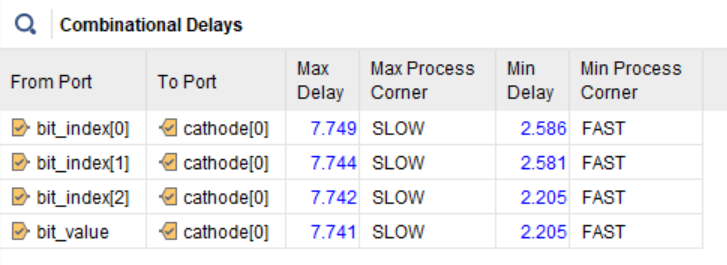 Combinational Delays
From Port To Port Max Delay Max Process Corner Min Delay Min Process Corner
bit_index[0] cathode[0] 7.749 SLOW 2.586 FAST
bit_index[1] cathode[0] 7.744 SLOW 2.581 FAST
bit_index[2] cathode[0] 7.742 SLOW 2.205 FAST
bit_value cathode[0] 7.741 SLOW 2.205 FAST